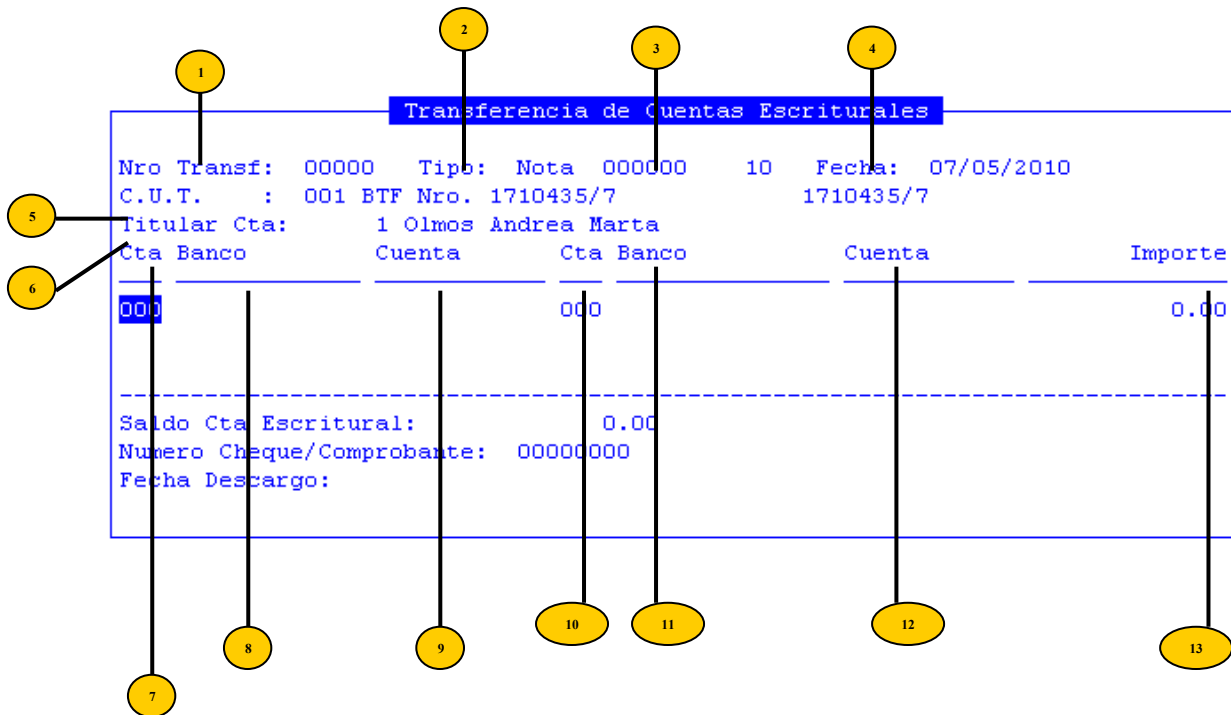 2
3
4
1
Transferencia de Cuentas Escriturales
Nro Transf: 00000 Tipo: Nota 000000 10 Fecha: 07/05/2010
C.U.T. : 001 BTF Nro. 1710435/7 1710435/7
5
Titular Cta: 1 Olmos Andrea Marta
Cta Banco Cuenta Cta Banco Cuenta Importe
6
000 000 0.00
Saldo Cta Escritural: 0.00
Numero Cheque/Comprobante: 00000000
Fecha Descargo:
10 11 12
8 9 13
7